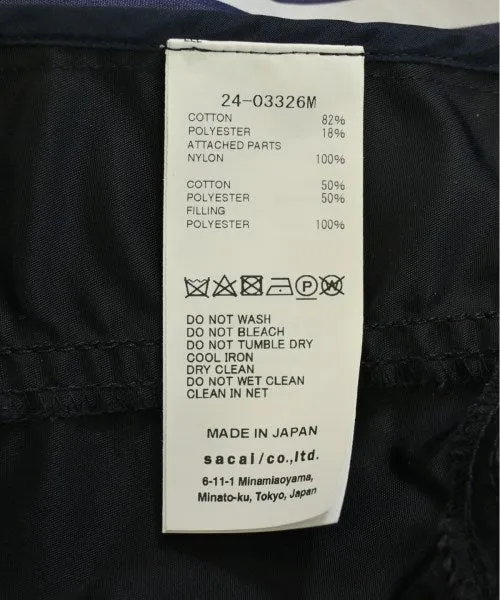 24-03326M
COTTON 82%
POLYESTER 18%
ATTACHED PARTS
NYLON 100%
COTTON 50%
POLYESTER 50%
FILLING
POLYESTER 100%
P W
DO NOT WASH
DO NOT BLEACH
DO NOT TUMBLE DRY
COOL IRON
DRY CLEAN
DO NOT WET CLEAN
CLEAN IN NET
MADE IN JAPAN
sacai/co.,ltd.
6-11-1 Minamiaoyama,
Minato-ku, Tokyo, Japan